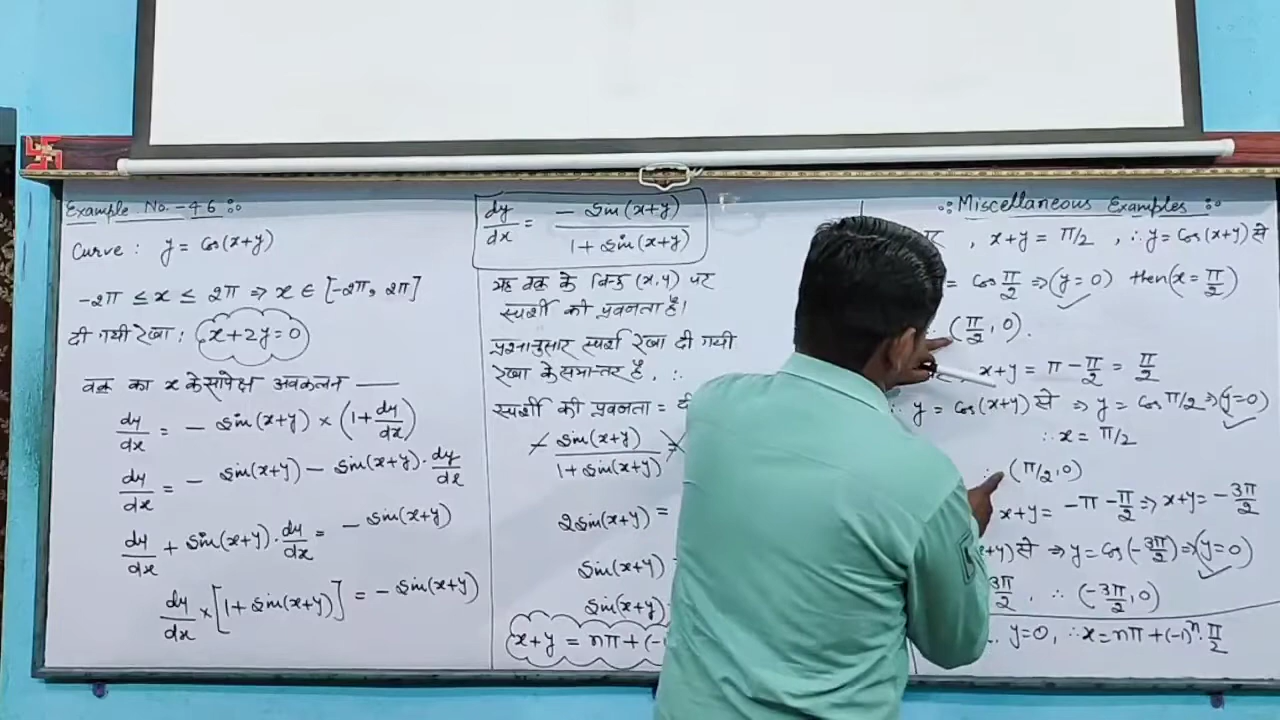 Example No. -46 :-
Curve : y = cos(x+y)
-2π ≤ x ≤ 2π ⇒ x ∈ [-2π, 2π]
दी गयी रेखा : x+2y=0
वक्र का x के सापेक्ष अवकलन —
dy/dx = - sin(x+y) × (1+dy/dx)
dy/dx = - sin(x+y) - sin(x+y)·dy/dx
dy/dx + sin(x+y)·dy/dx = - sin(x+y)
dy/dx × [1+sin(x+y)] = - sin(x+y)
dy/dx = - sin(x+y) / 1+sin(x+y)
यह वक्र के बिन्दु (x,y) पर
स्पर्शी की प्रवणता है।
प्रश्नानुसार स्पर्श रेखा दी गयी
रेखा के समान्तर है, ∴
स्पर्शी की प्रवणता =
- sin(x+y) / 1+sin(x+y)
2sin(x+y) =
sin(x+y)
sin(x+y)
x+y = nπ+(-1
Miscellaneous Examples
π , x+y = π/2 , ∴ y = cos(x+y) से
= cos π/2 ⇒ (y=0) then (x = π/2)
(π/2, 0).
x+y = π - π/2 = π/2
∴ y = cos(x+y) से ⇒ y = cos π/2 ⇒ (y=0)
∴ x = π/2
∴ (π/2, 0)
x+y = -π - π/2 ⇒ x+y = -3π/2
x+y) से ⇒ y = cos(-3π/2) ⇒ (y=0)
3π/2, ∴ (-3π/2, 0)
y=0, ∴ x = nπ + (-1)ⁿ·π/2